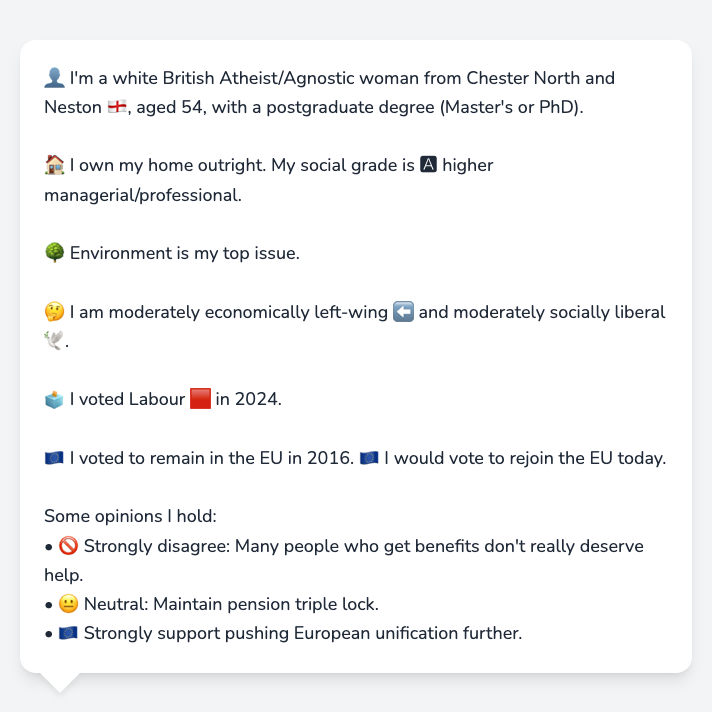 👤 I'm a white British Atheist/Agnostic woman from Chester North and
Neston 🏴󠁧󠁢󠁥󠁮󠁧󠁿, aged 54, with a postgraduate degree (Master's or PhD).
🏠 I own my home outright. My social grade is 🅰 higher
managerial/professional.
🌳 Environment is my top issue.
🤔 I am moderately economically left-wing ⬅️ and moderately socially liberal
🕊️.
🗳️ I voted Labour 🟥 in 2024.
🇪🇺 I voted to remain in the EU in 2016. 🇪🇺 I would vote to rejoin the EU today.
Some opinions I hold:
• 🚫 Strongly disagree: Many people who get benefits don't really deserve
help.
• 😐 Neutral: Maintain pension triple lock.
• 🇪🇺 Strongly support pushing European unification further.